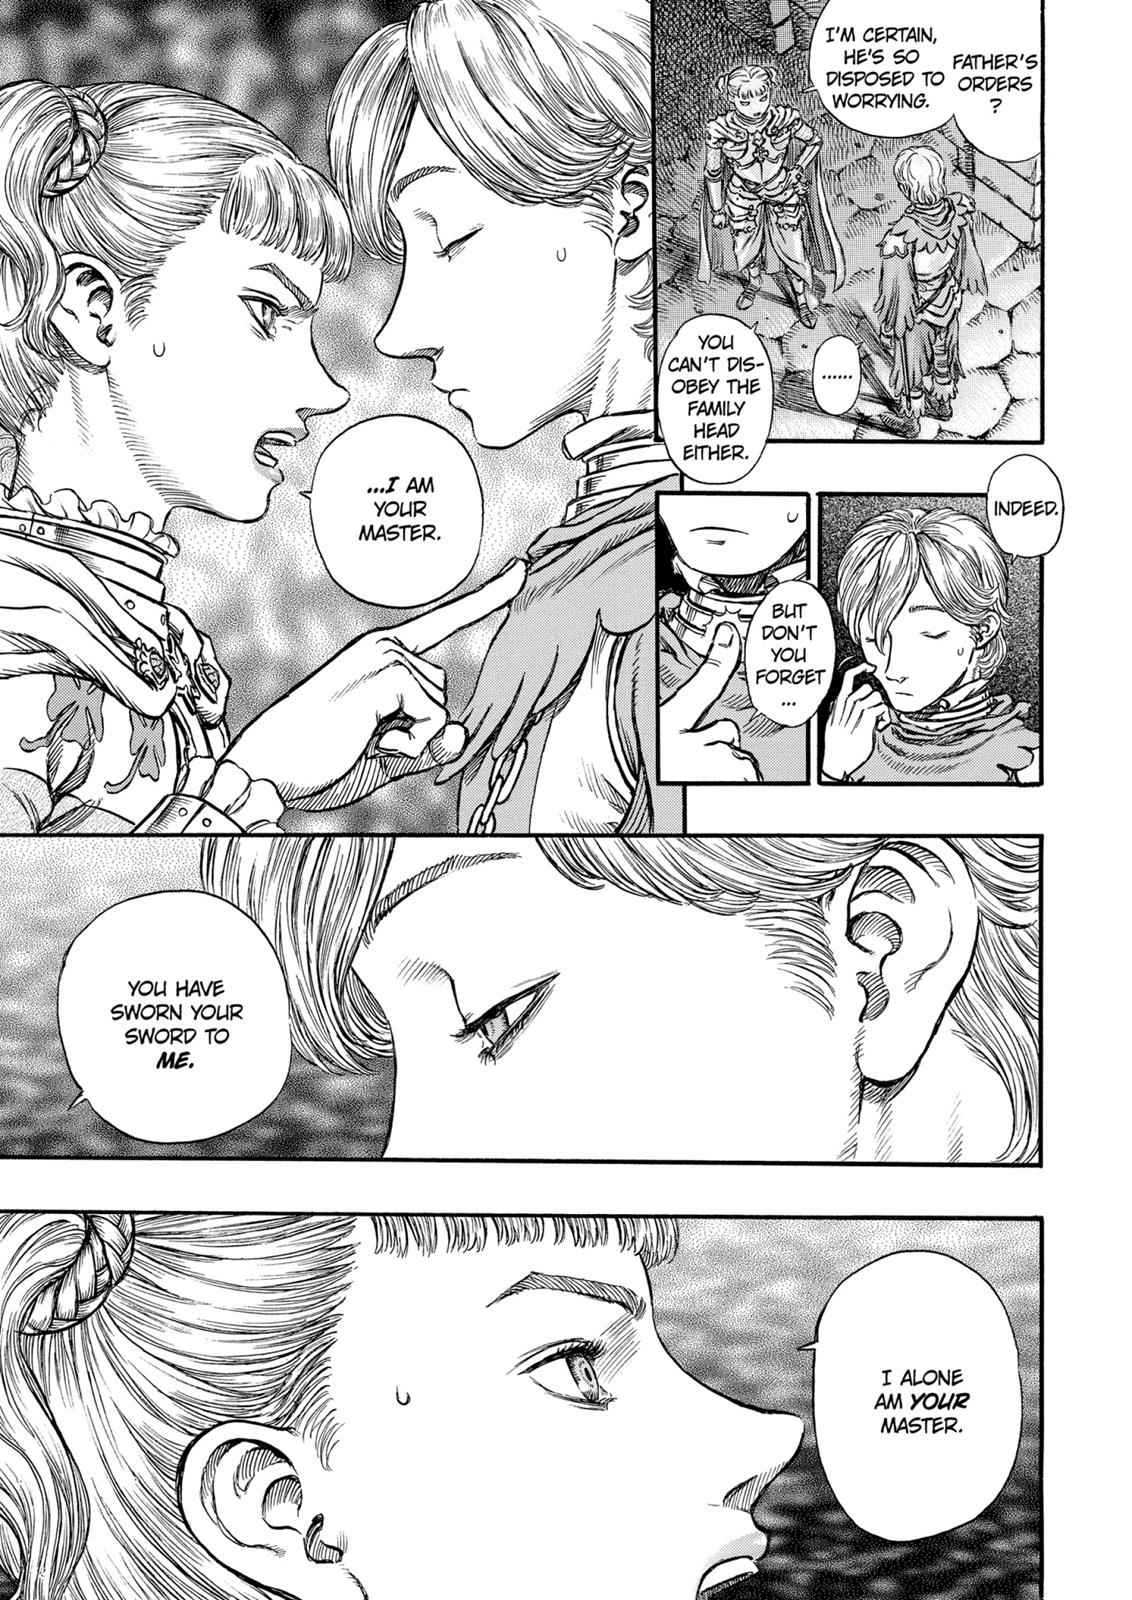 FATHER'S
ORDERS
?
I'M CERTAIN,
HE'S SO
DISPOSED TO
WORRYING.
......
YOU
CAN'T DIS-
OBEY THE
FAMILY
HEAD
EITHER.
INDEED.
BUT
DON'T
YOU
FORGET
...
...I AM
YOUR
MASTER.
YOU HAVE
SWORN YOUR
SWORD TO
ME.
I ALONE
AM YOUR
MASTER.